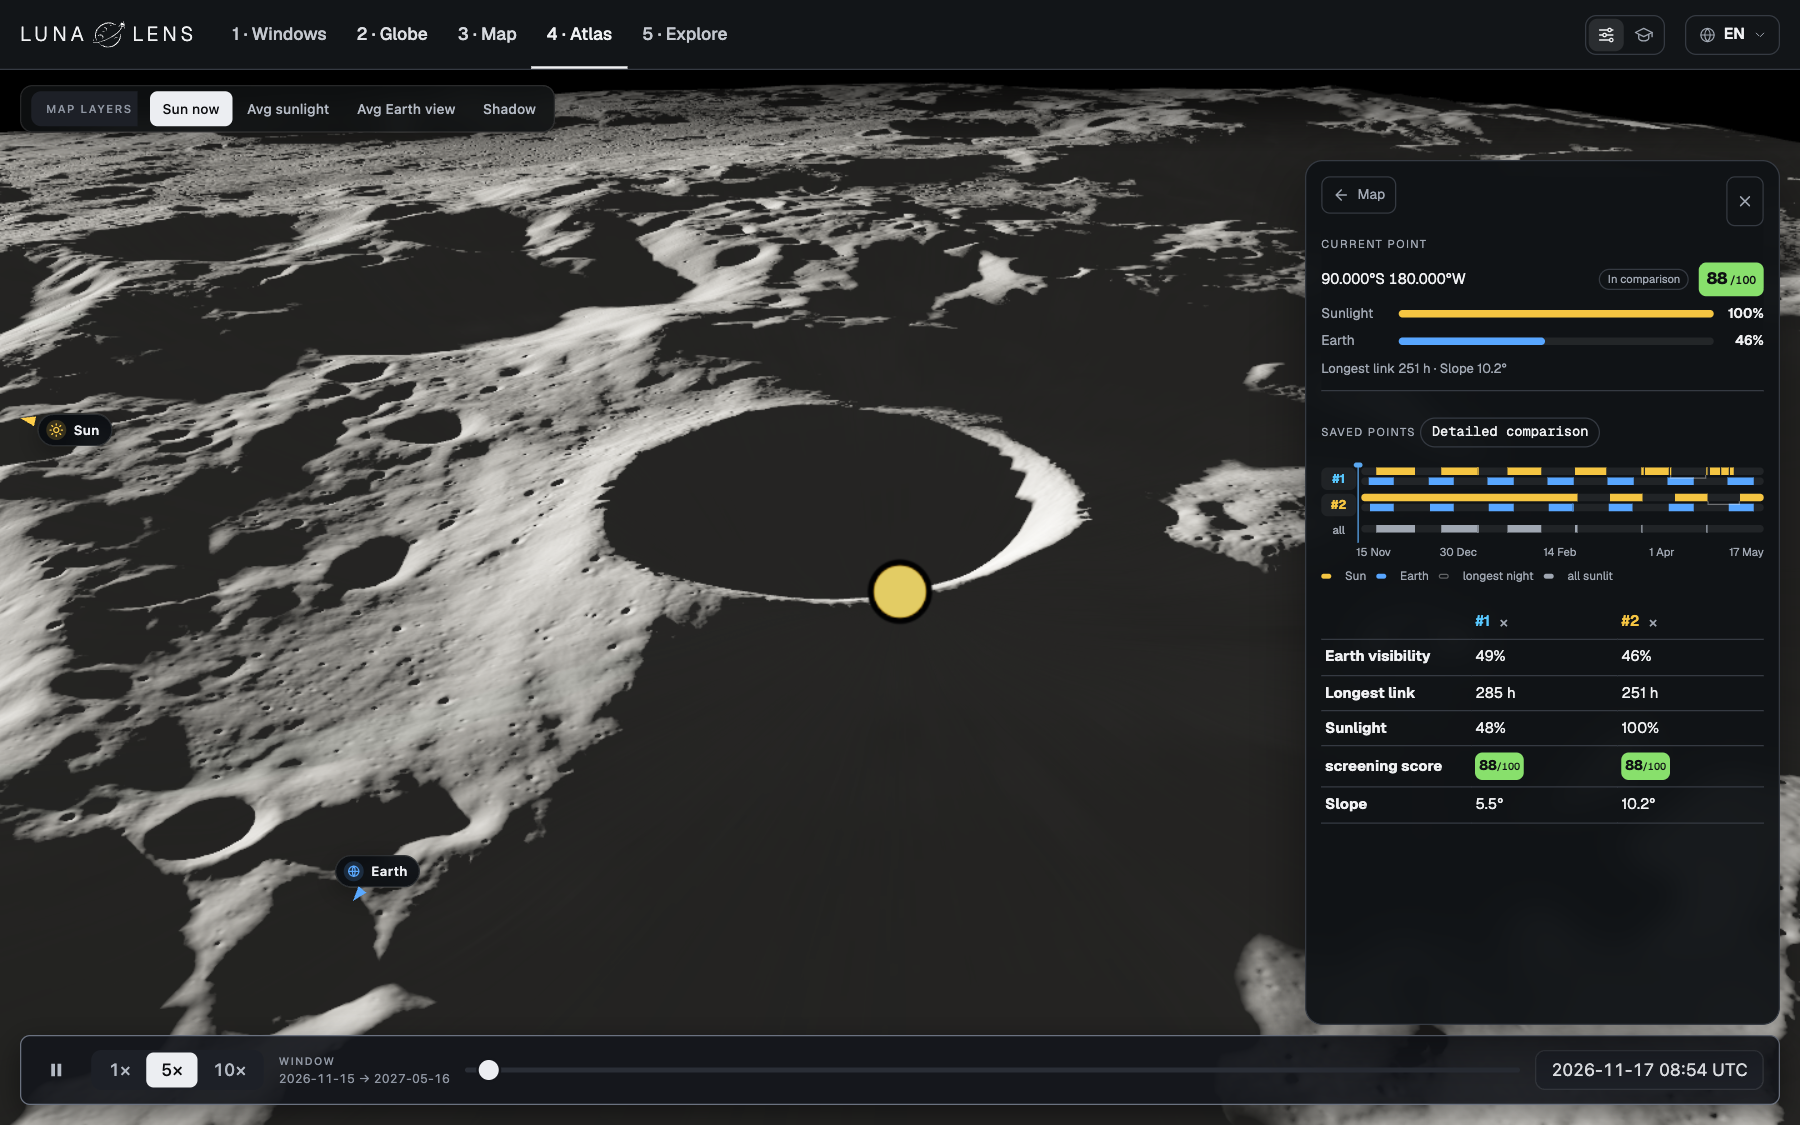 LUNA LENS
1 · Windows
2 · Globe
3 · Map
4 · Atlas
5 · Explore
EN
MAP LAYERS
Sun now
Avg sunlight
Avg Earth view
Shadow
Sun
Earth
← Map
×
CURRENT POINT
90.000°S 180.000°W
In comparison
88 /100
Sunlight 100%
Earth 46%
Longest link 251 h · Slope 10.2°
SAVED POINTS
Detailed comparison
#1
#2
all
15 Nov 30 Dec 14 Feb 1 Apr 17 May
Sun Earth longest night all sunlit
#1 × #2 ×
Earth visibility 49% 46%
Longest link 285 h 251 h
Sunlight 48% 100%
screening score 88/100 88/100
Slope 5.5° 10.2°
1× 5× 10×
WINDOW
2026-11-15 → 2027-05-16
2026-11-17 08:54 UTC